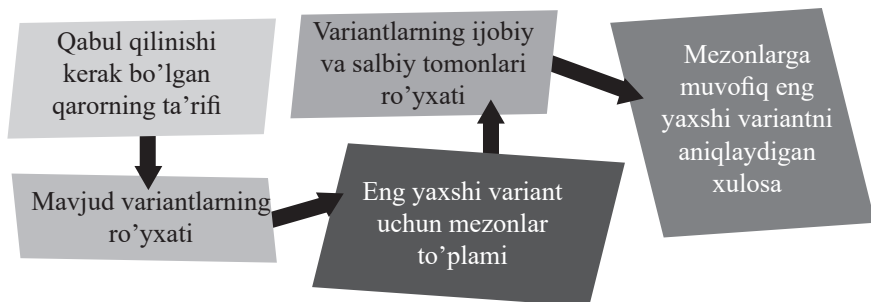 Qabul qilinishi
kerak bo’lgan
qarorning ta’rifi
Mavjud variantlarning
ro’yxati
Eng yaxshi variant
uchun mezonlar
to’plami
Variantlarning ijobiy
va salbiy tomonlari
ro’yxati
Mezonlarga
muvofiq eng
yaxshi variantni
aniqlaydigan
xulosa